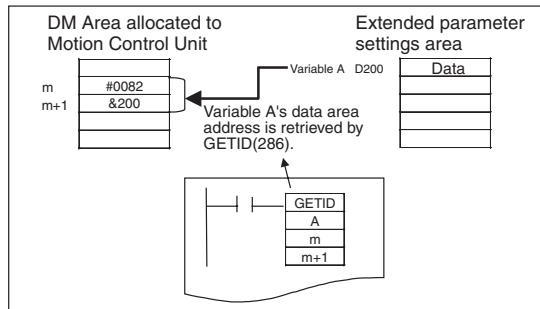 DM Area allocated to
Motion Control Unit
Extended parameter
settings area
Variable A D200 Data
m #0082
m+1 &200
Variable A's data area
address is retrieved by
GETID(286).
GETID
A
m
m+1